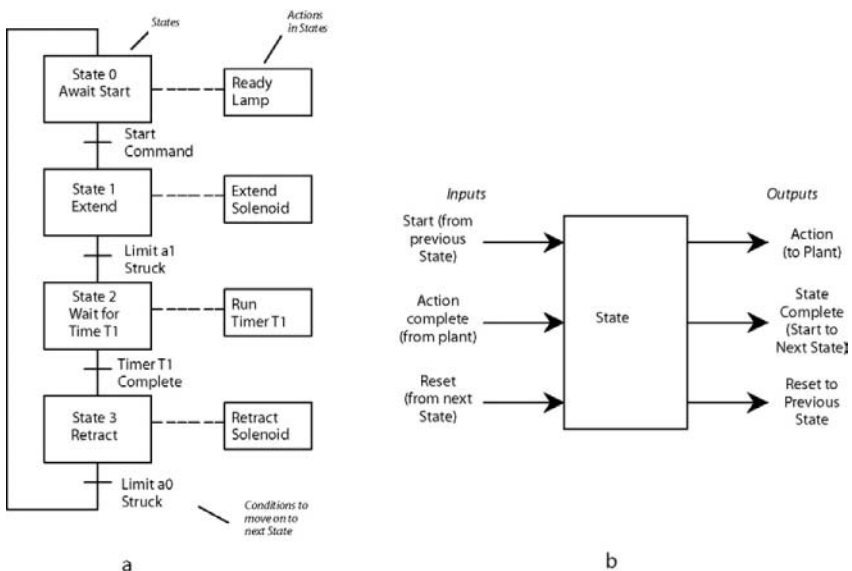 States
Actions
in States
State 0
Await Start
Ready
Lamp
Start
Command
State 1
Extend
Extend
Solenoid
Limit a1
Struck
State 2
Wait for
Time T1
Run
Timer T1
Timer T1
Complete
State 3
Retract
Retract
Solenoid
Limit a0
Struck
Conditions to
move on to
next State
a
Inputs
Outputs
Start (from
previous
State)
Action
(to Plant)
Action
complete
(from plant)
State
State
Complete
(Start to
Next State)
Reset
(from next
State)
Reset to
Previous
State
b